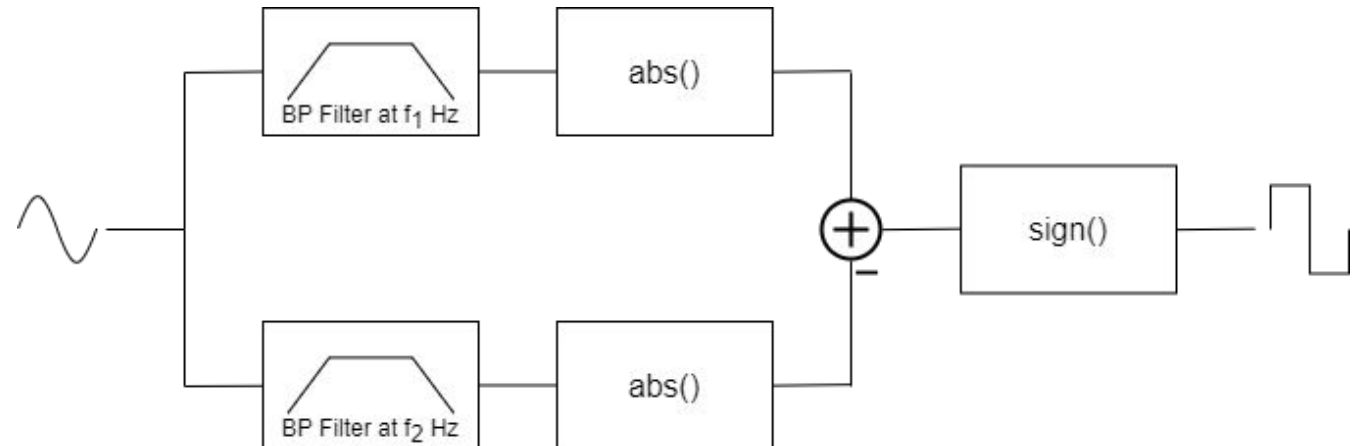 abs()
BP Filter at f₁ Hz
sign()
abs()
BP Filter at f₂ Hz